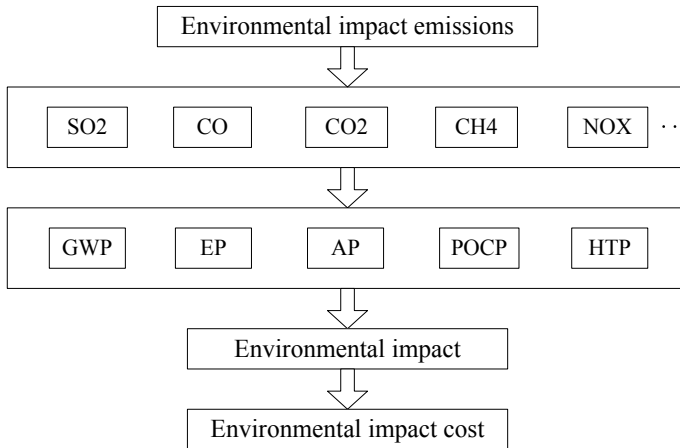 Environmental impact emissions
SO2 CO CO2 CH4 NOX ..
GWP EP AP POCP HTP
Environmental impact
Environmental impact cost